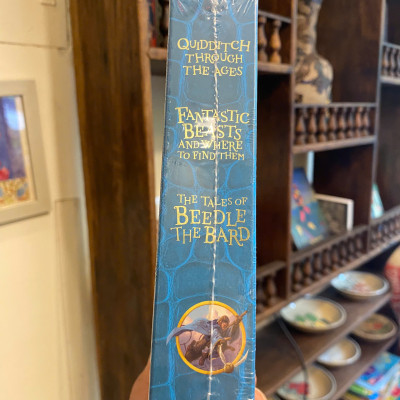 QUIDDITCH
THROUGH
THE AGES
FANTASTIC
BEASTS
AND WHERE
TO FIND THEM
THE TALES OF
BEEDLE
THE BARD